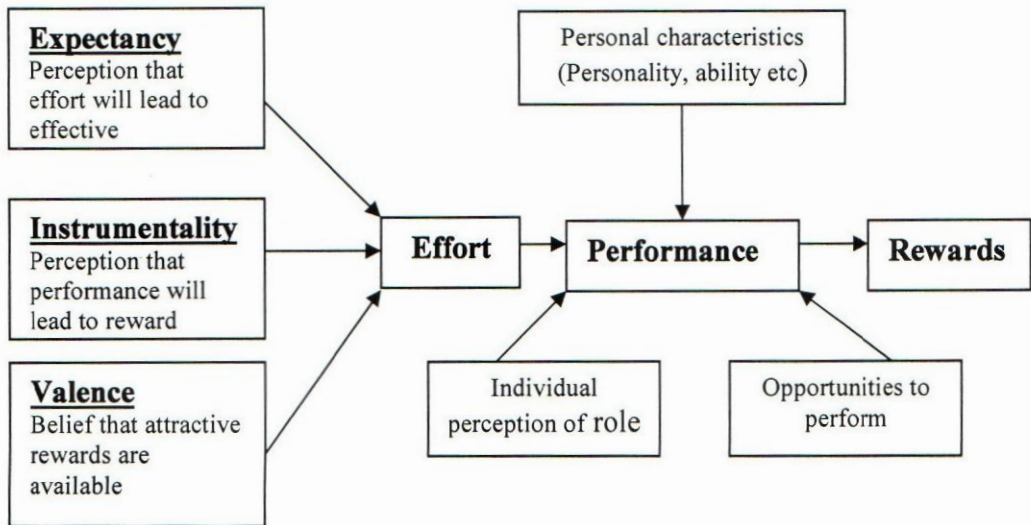 Expectancy
Perception that
effort will lead to
effective
Personal characteristics
(Personality, ability etc)
Instrumentality
Perception that
performance will
lead to reward
Effort
Performance
Rewards
Valence
Belief that attractive
rewards are
available
Individual
perception of role
Opportunities to
perform